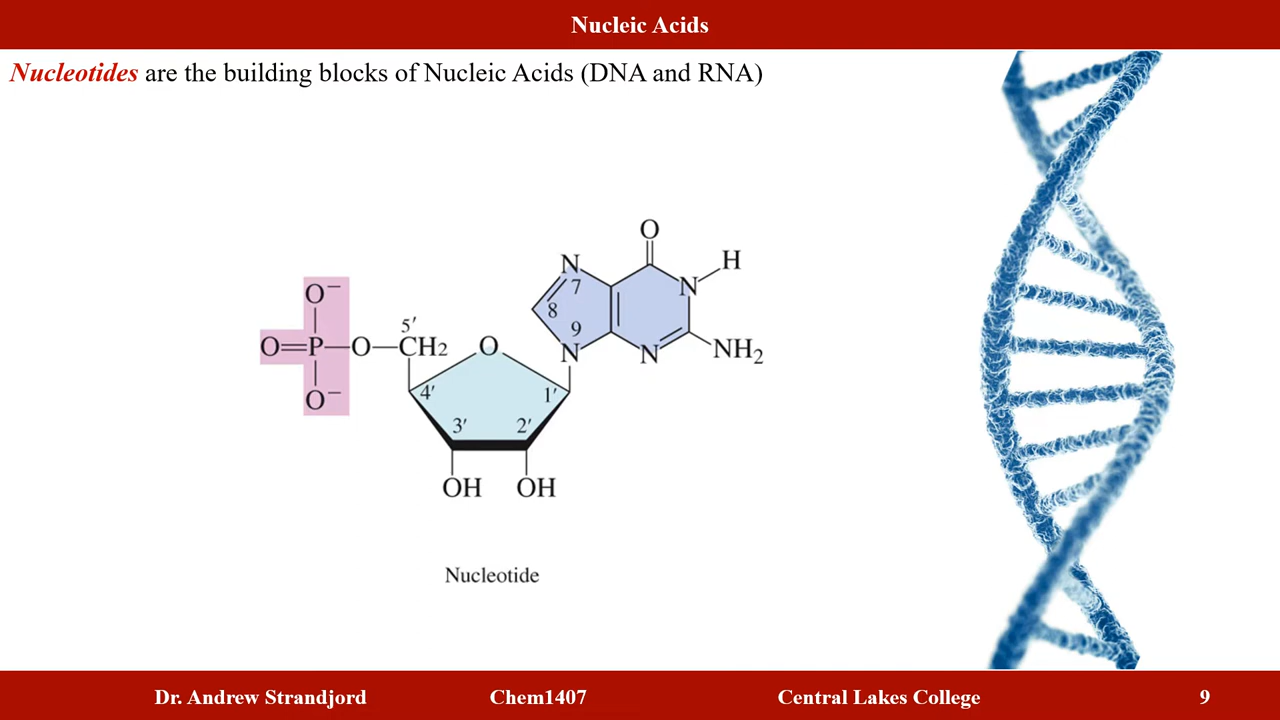 Nucleic Acids
Nucleotides are the building blocks of Nucleic Acids (DNA and RNA)
O
N
H
7
N
O⁻
8
9
5′
O=P—O—CH₂
O
N
N
NH₂
4′
1′
O⁻
3′
2′
OH
OH
Nucleotide
Dr. Andrew Strandjord Chem1407 Central Lakes College 9